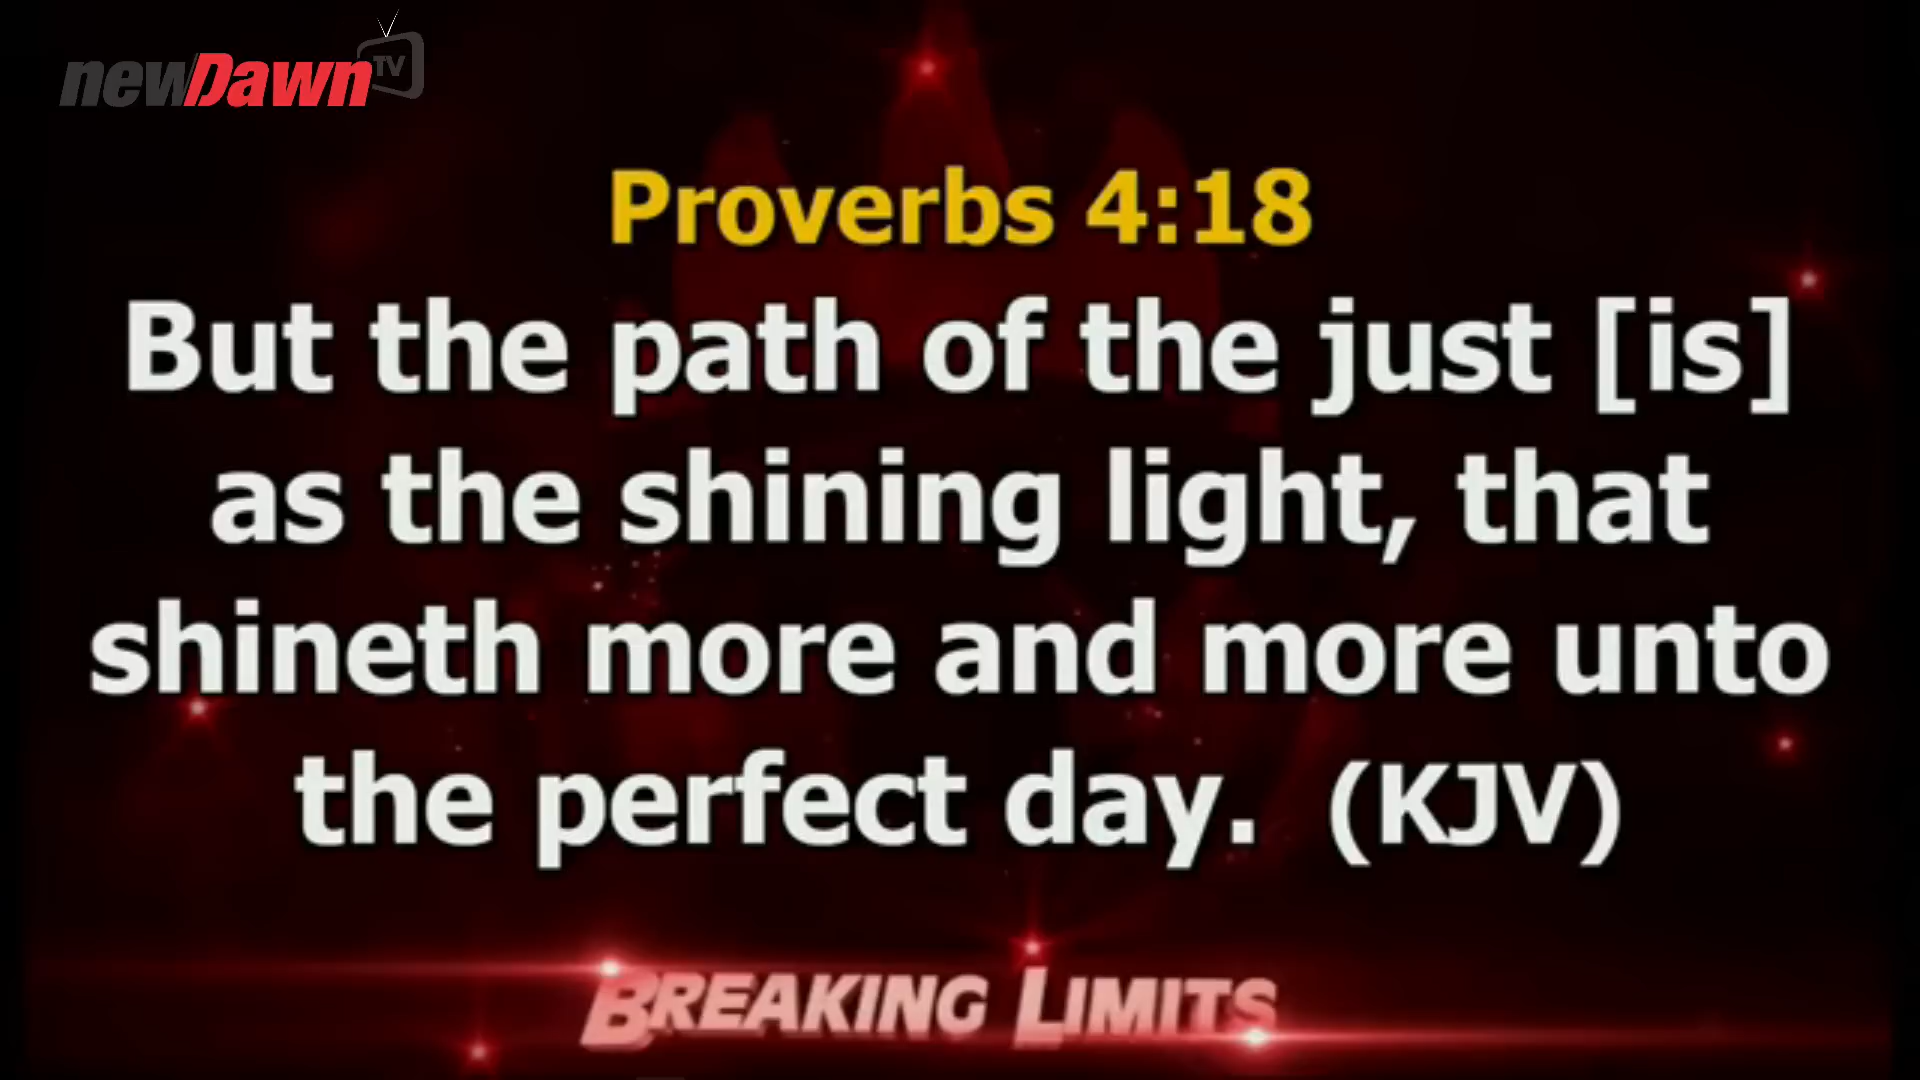 newDawn TV
Proverbs 4:18
But the path of the just [is]
as the shining light, that
shineth more and more unto
the perfect day. (KJV)
BREAKING LIMITS